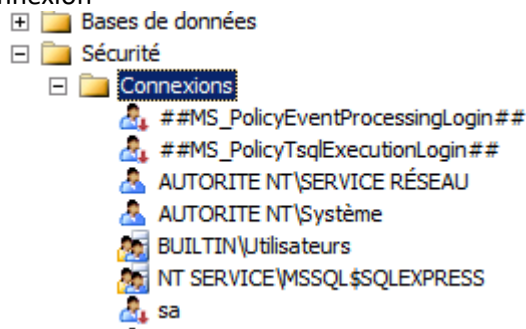 nnexion
Bases de données
Sécurité
Connexions
##MS_PolicyEventProcessingLogin##
##MS_PolicyTsqlExecutionLogin##
AUTORITE NT\SERVICE RÉSEAU
AUTORITE NT\Système
BUILTIN\Utilisateurs
NT SERVICE\MSSQL$SQLEXPRESS
sa